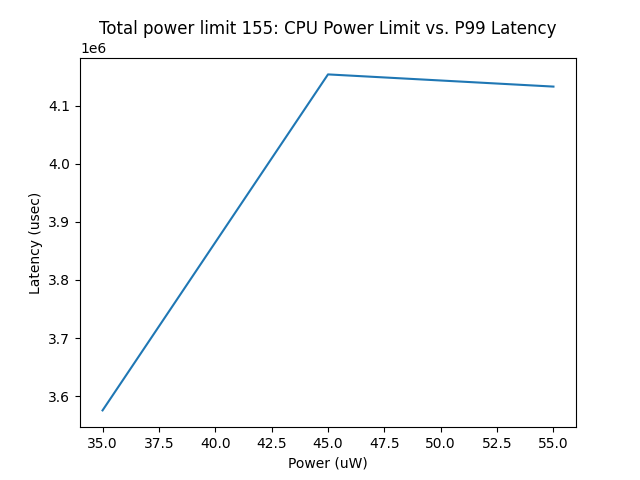 Total power limit 155: CPU Power Limit vs. P99 Latency
1e6
4.1
4.0
3.9
3.8
3.7
3.6
Latency (usec)
35.0 37.5 40.0 42.5 45.0 47.5 50.0 52.5 55.0
Power (uW)